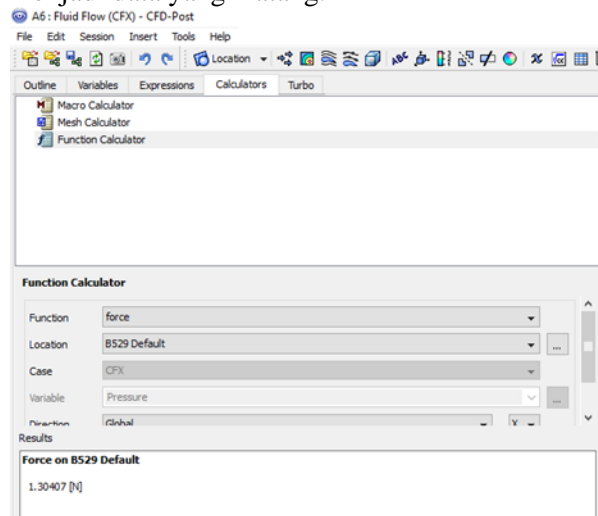 A6 : Fluid Flow (CFX) - CFD-Post
File Edit Session Insert Tools Help
Location
Outline Variables Expressions Calculators Turbo
Macro Calculator
Mesh Calculator
Function Calculator
Function Calculator
Function force
Location B529 Default ...
Case CFX
Variable Pressure ...
Direction Global X
Results
Force on B529 Default
1.30407 [N]